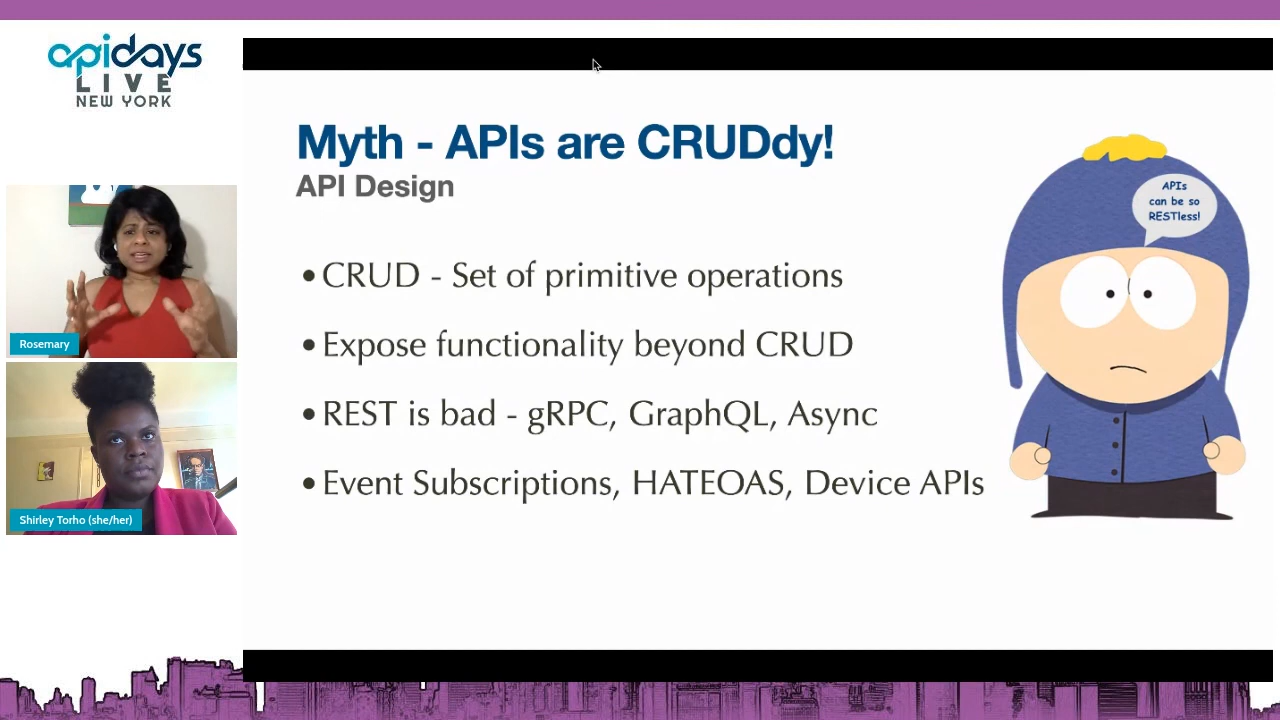 apidays
LIVE
NEW YORK
Rosemary
Shirley Torho (she/her)
Myth - APIs are CRUDdy!
API Design
• CRUD - Set of primitive operations
• Expose functionality beyond CRUD
• REST is bad - gRPC, GraphQL, Async
• Event Subscriptions, HATEOAS, Device APIs
APIs
can be so
RESTless!